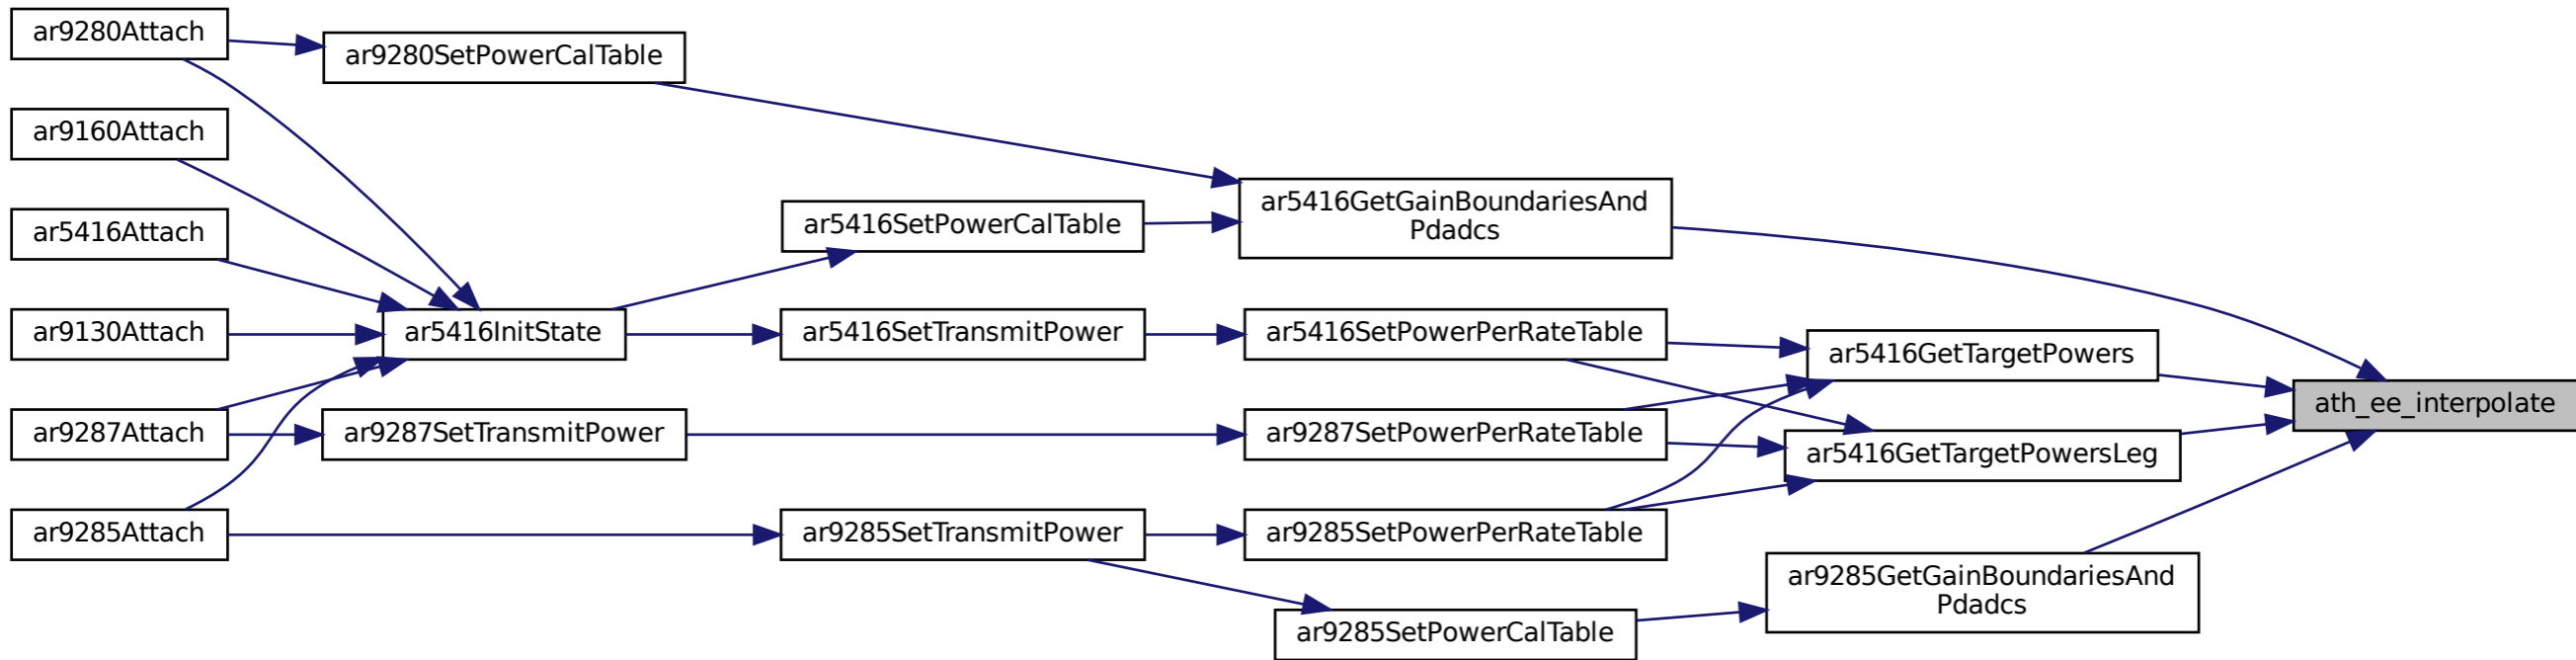 ar9280Attach
ar9160Attach
ar5416Attach
ar9130Attach
ar9287Attach
ar9285Attach
ar9280SetPowerCalTable
ar5416InitState
ar9287SetTransmitPower
ar5416SetPowerCalTable
ar5416SetTransmitPower
ar9285SetTransmitPower
ar5416GetGainBoundariesAnd
Pdadcs
ar5416SetPowerPerRateTable
ar9287SetPowerPerRateTable
ar9285SetPowerPerRateTable
ar9285SetPowerCalTable
ar5416GetTargetPowers
ar5416GetTargetPowersLeg
ar9285GetGainBoundariesAnd
Pdadcs
ath_ee_interpolate